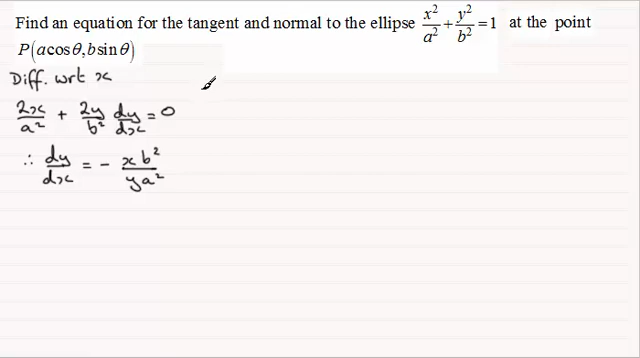 Find an equation for the tangent and normal to the ellipse x²/a² + y²/b² = 1 at the point
P(a cos θ, b sin θ)
Diff. wrt x
2x/a² + 2y/b² dy/dx = 0
∴ dy/dx = - xb²/ya²